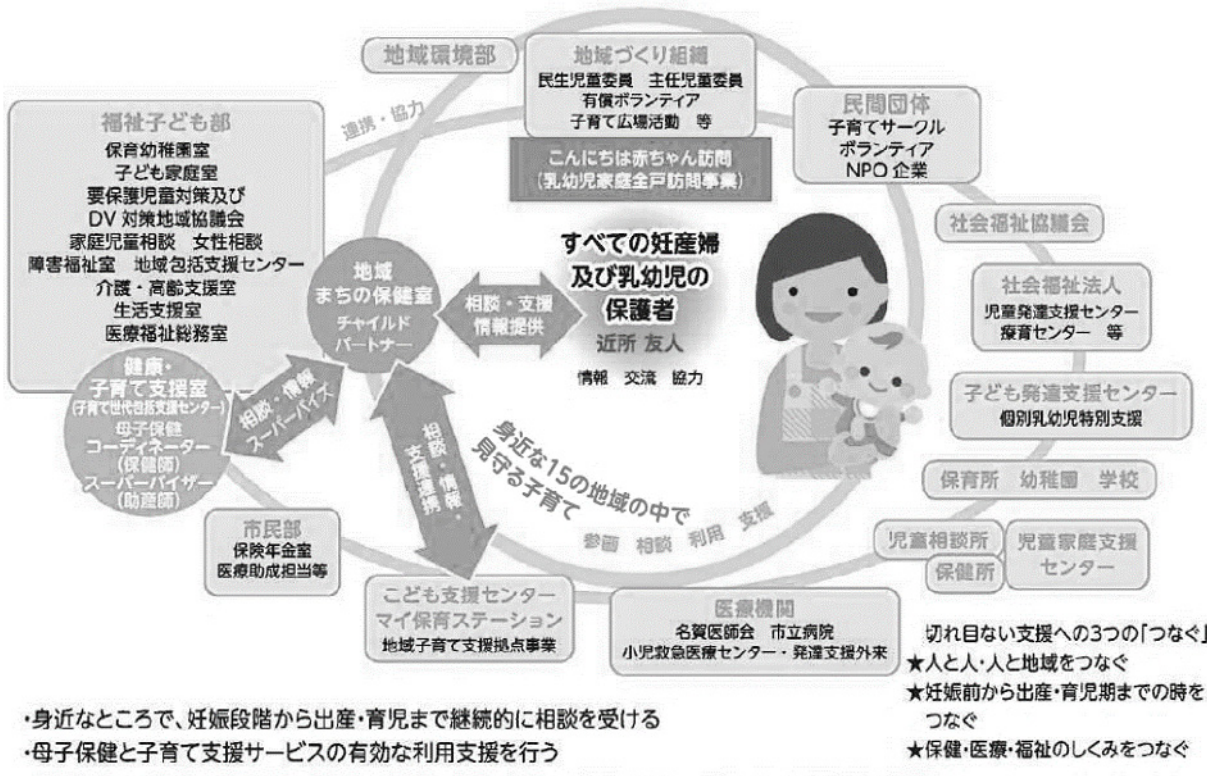 地域環境部
地域づくり組織
民生児童委員　主任児童委員
有償ボランティア
子育て広場活動　等
こんにちは赤ちゃん訪問
(乳幼児家庭全戸訪問事業)
民間団体
子育てサークル
ボランティア
NPO 企業
連携・協力
福祉子ども部
保育幼稚園室
子ども家庭室
要保護児童対策及び
DV 対策地域協議会
家庭児童相談　女性相談
障害福祉室　地域包括支援センター
介護・高齢支援室
生活支援室
医療福祉総務室
健康・
子育て支援室
(子育て世代包括支援センター)
母子保健
コーディネーター
(保健師)
スーパーバイザー
(助産師)
相談・情報
スーパーバイズ
地域
まちの保健室
チャイルド
パートナー
相談・支援
情報提供
すべての妊産婦
及び乳幼児の
保護者
近所 友人
情報　交流　協力
社会福祉協議会
社会福祉法人
児童発達支援センター
療育センター　等
子ども発達支援センター
個別乳幼児特別支援
保育所　幼稚園　学校
児童相談所
保健所
児童家庭支援
センター
相談・情報・
支援連携
身近な15の地域の中で
見守る子育て
参画　相談　利用　支援
市民部
保険年金室
医療助成担当等
こども支援センター
マイ保育ステーション
地域子育て支援拠点事業
医療機関
名賀医師会　市立病院
小児救急医療センター・発達支援外来
切れ目ない支援への3つの「つなぐ」
★人と人・人と地域をつなぐ
★妊娠前から出産・育児期までの時を
つなぐ
★保健・医療・福祉のしくみをつなぐ
・身近なところで、妊娠段階から出産・育児まで継続的に相談を受ける
・母子保健と子育て支援サービスの有効な利用支援を行う